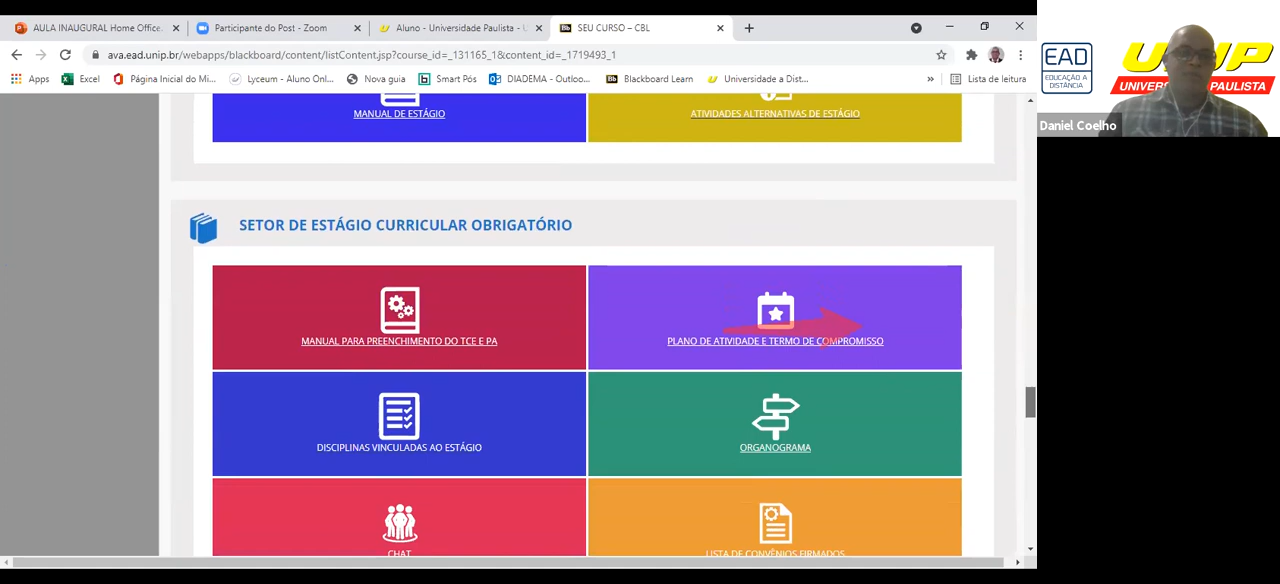 AULA INAUGURAL Home Office.
Participante do Post - Zoom
Aluno - Universidade Paulista - U
SEU CURSO – CBL
ava.ead.unip.br/webapps/blackboard/content/listContent.jsp?course_id=_131165_1&content_id=_1719493_1
Apps
Excel
Página Inicial do Mi...
Lyceum - Aluno Onl...
Nova guia
Smart Pós
DIADEMA - Outloo...
Blackboard Learn
Universidade a Dist...
»
Lista de leitura
EAD
EDUCAÇÃO A
DISTÂNCIA
UNIP
UNIVERSIDADE PAULISTA
Daniel Coelho
MANUAL DE ESTÁGIO
ATIVIDADES ALTERNATIVAS DE ESTÁGIO
SETOR DE ESTÁGIO CURRICULAR OBRIGATÓRIO
MANUAL PARA PREENCHIMENTO DO TCE E PA
PLANO DE ATIVIDADE E TERMO DE COMPROMISSO
DISCIPLINAS VINCULADAS AO ESTÁGIO
ORGANOGRAMA
CHAT
LISTA DE CONVÊNIOS FIRMADOS